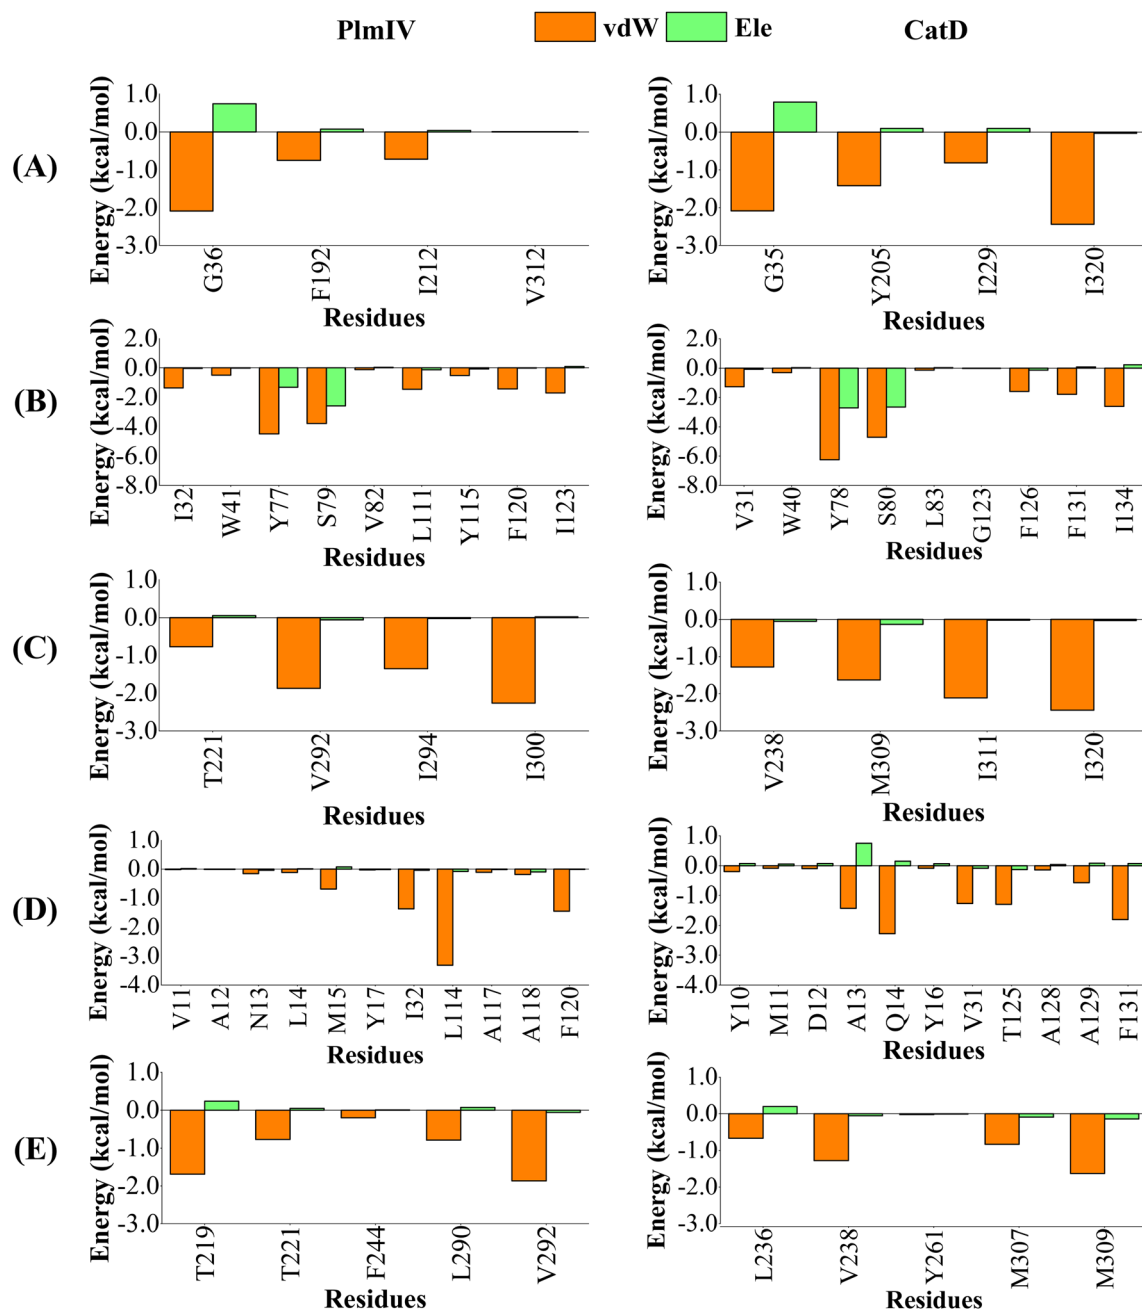 PlmIV vdW Ele CatD
(A)
Energy (kcal/mol)
1.0
0.0
-1.0
-2.0
-3.0
G36 F192 I212 V312
Residues
Energy (kcal/mol)
1.0
0.0
-1.0
-2.0
-3.0
G35 Y205 I229 I320
Residues
(B)
Energy (kcal/mol)
2.0
0.0
-2.0
-4.0
-6.0
-8.0
I32 W41 Y77 S79 V82 L111 Y115 F120 I123
Residues
Energy (kcal/mol)
2.0
0.0
-2.0
-4.0
-6.0
-8.0
V31 W40 Y78 S80 L83 G123 F126 F131 I134
Residues
(C)
Energy (kcal/mol)
1.0
0.0
-1.0
-2.0
-3.0
T221 V292 I294 I300
Residues
Energy (kcal/mol)
1.0
0.0
-1.0
-2.0
-3.0
V238 M309 I311 I320
Residues
(D)
Energy (kcal/mol)
1.0
0.0
-1.0
-2.0
-3.0
-4.0
V11 A12 N13 L14 M15 Y17 I32 L114 A117 A118 F120
Residues
Energy (kcal/mol)
1.0
0.0
-1.0
-2.0
-3.0
-4.0
Y10 M11 D12 A13 Q14 Y16 V31 T125 A128 A129 F131
Residues
(E)
Energy (kcal/mol)
1.0
0.0
-1.0
-2.0
-3.0
T219 T221 F244 L290 V292
Residues
Energy (kcal/mol)
1.0
0.0
-1.0
-2.0
-3.0
L236 V238 Y261 M307 M309
Residues